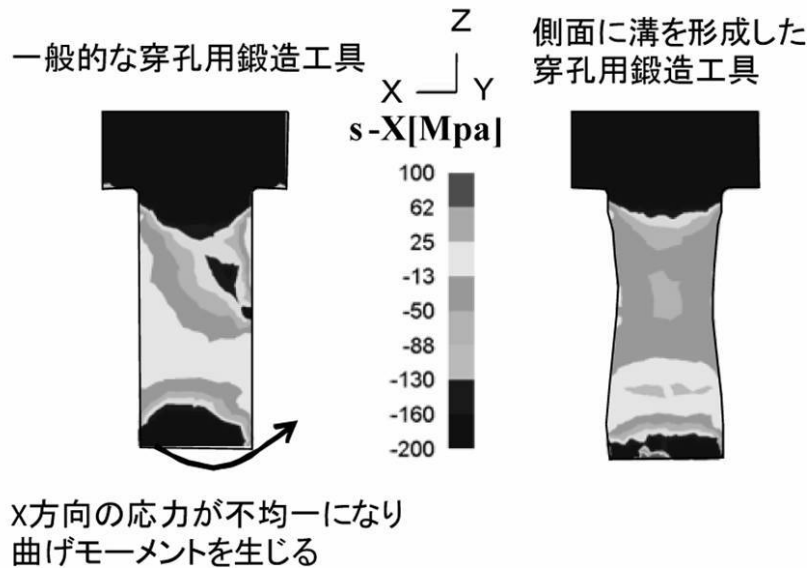 一般的な穿孔用鍛造工具
側面に溝を形成した
穿孔用鍛造工具
Z
X
Y
s-X[Mpa]
100
62
25
-13
-50
-88
-130
-160
-200
X方向の応力が不均一になり
曲げモーメントを生じる